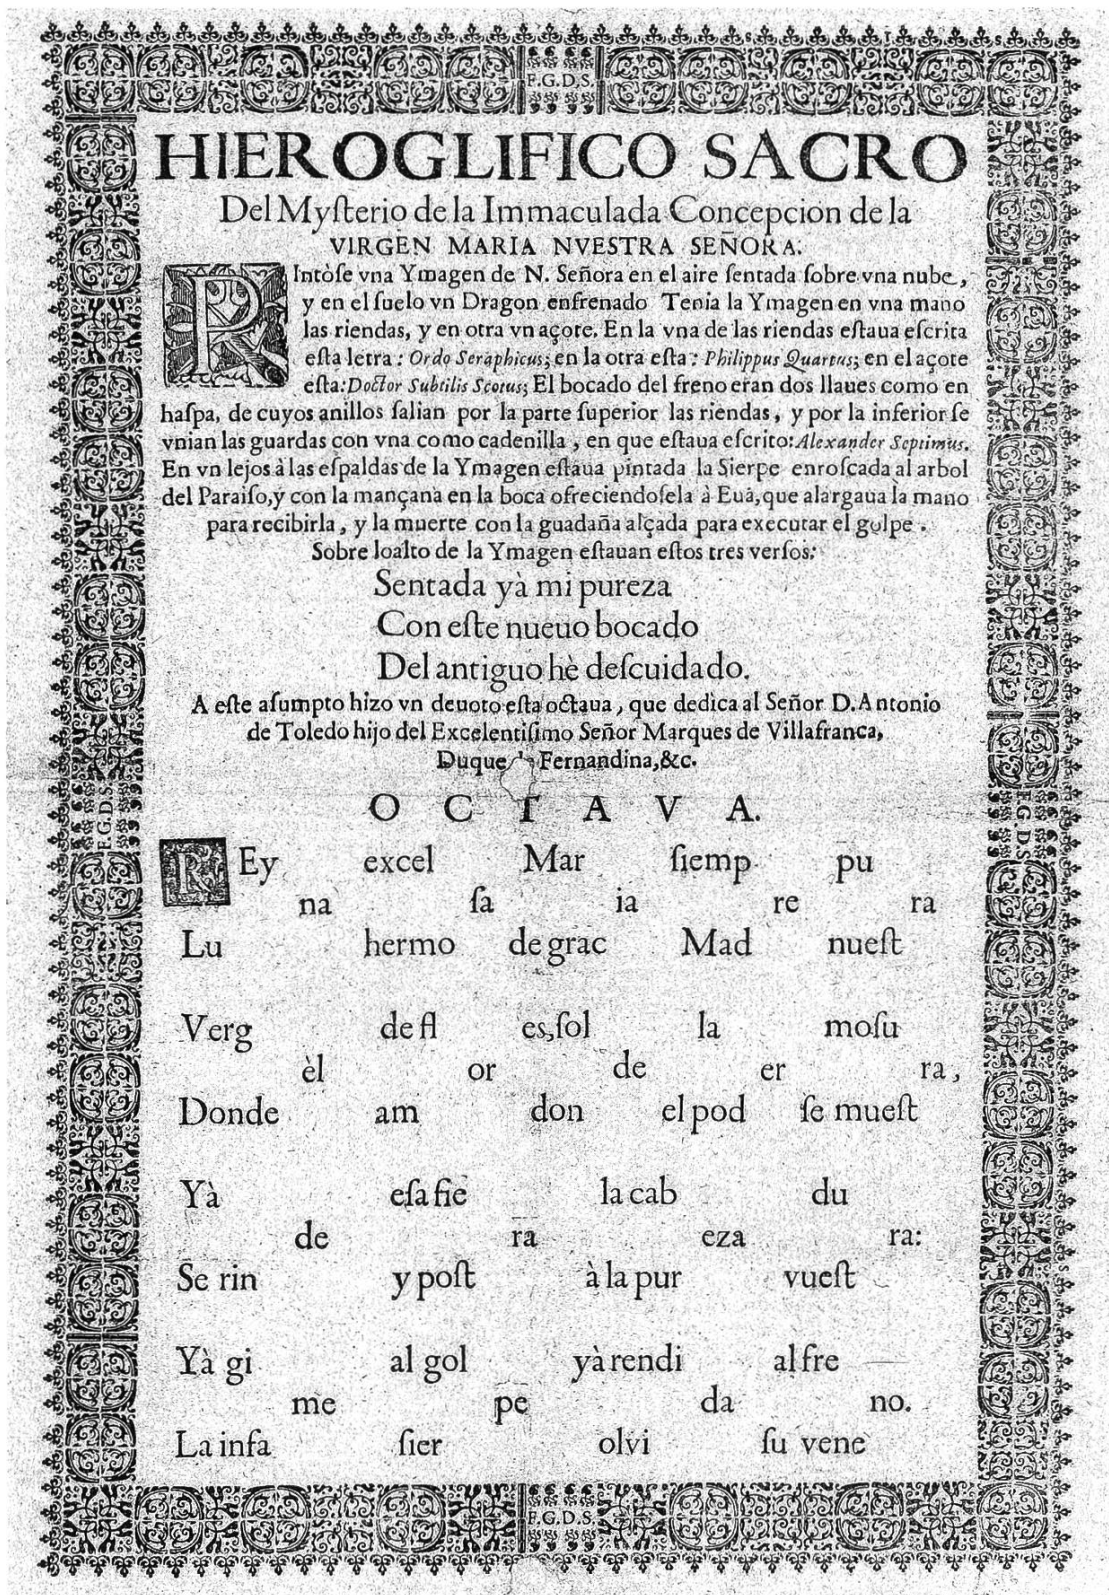 F.G.D.S.
HIEROGLIFICO SACRO
Del Myſterio de la Immaculada Concepcion de la
VIRGEN MARIA NVESTRA SEÑORA.
RIntòſe vna Ymagen de N. Señora en el aire ſentada ſobre vna nube,
y en el ſuelo vn Dragon enfrenado Tenia la Ymagen en vna mano
las riendas, y en otra vn açote. En la vna de las riendas eſtaua eſcrita
eſta letra: Ordo Seraphicus; en la otra eſta: Philippus Quartus; en el açote
eſta: Doctor Subtilis Scotus; El bocado del freno eran dos llaues como en
haſpa, de cuyos anillos ſalian por la parte ſuperior las riendas, y por la inferior ſe
vnian las guardas con vna como cadenilla, en que eſtaua eſcrito: Alexander Septimus.
En vn lejos à las eſpaldas de la Ymagen eſtaua pintada la Sierpe enroſcada al arbol
del Paraiſo, y con la mançana en la boca ofreciendoſela à Eua, que alargaua la mano
para recibirla, y la muerte con la guadaña alçada para executar el golpe.
Sobre lo alto de la Ymagen eſtauan eſtos tres verſos:
Sentada yà mi pureza
Con eſte nueuo bocado
Del antiguo hè deſcuidado.
A eſte aſumpto hizo vn deuoto eſta octaua, que dedica al Señor D. Antonio
de Toledo hijo del Excelentiſimo Señor Marques de Villafranca,
Duque de Fernandina, &c.
OCTAVA.
REy excel Mar ſiemp pu
na ſa ia re ra
Lu hermo de grac Mad nueſt
Verg de fl es, ſol la moſu
èl or de er ra,
Donde am don el pod ſe mueſt
Yà eſa fie la cab du
de ra eza ra:
Se rin y poſt à la pur vueſt
Yà gi al gol yà rendi al fre
me pe da no.
La infa ſier olvi ſu vene
F.G.D.S.
F.G.D.S.
F.G.D.S.